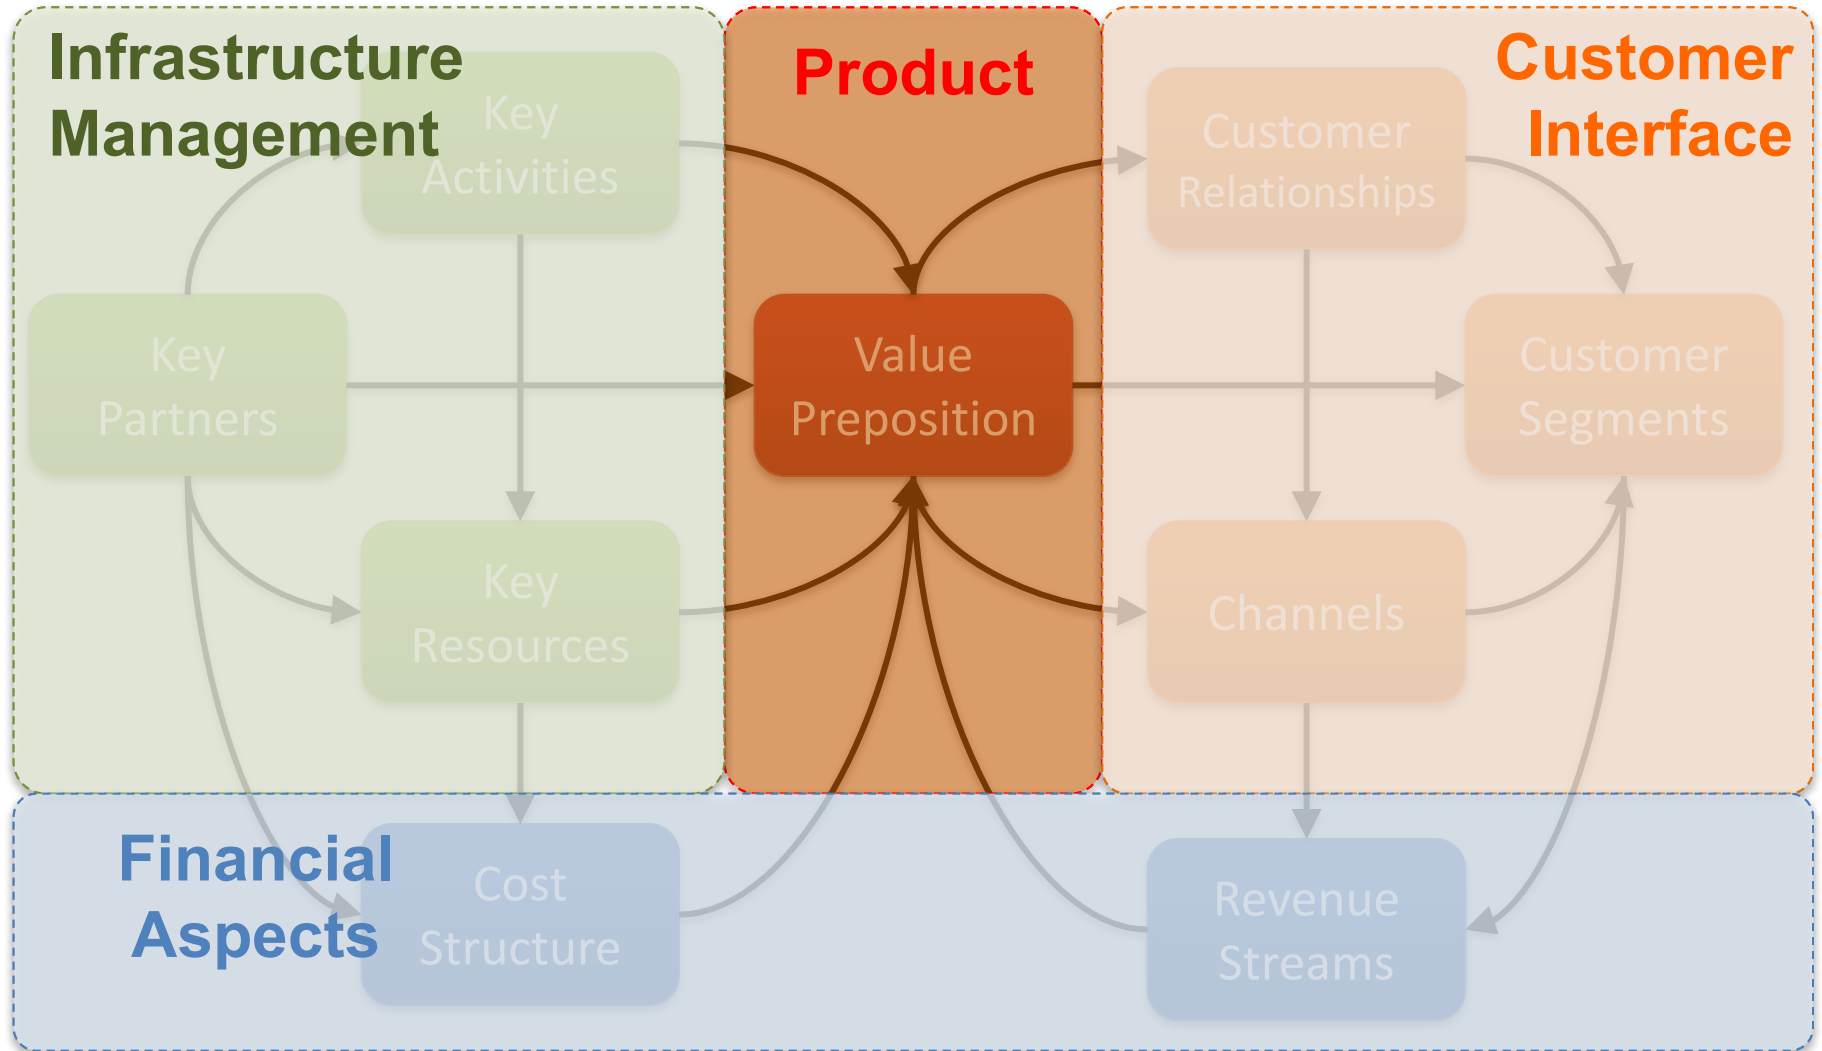 Infrastructure
Management
Product
Customer
Interface
Key
Activities
Customer
Relationships
Key
Partners
Value
Preposition
Customer
Segments
Key
Resources
Channels
Financial
Aspects
Cost
Structure
Revenue
Streams